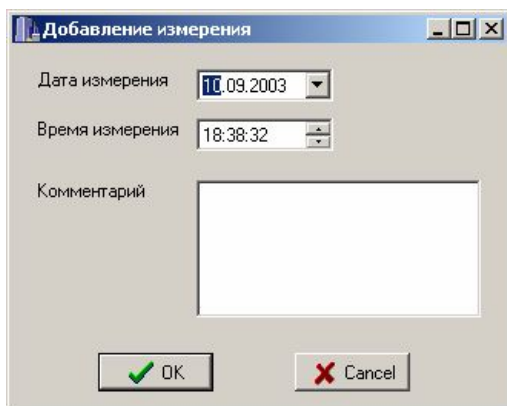 Добавление измерения
Дата измерения 10.09.2003
Время измерения 18:38:32
Комментарий
OK Cancel